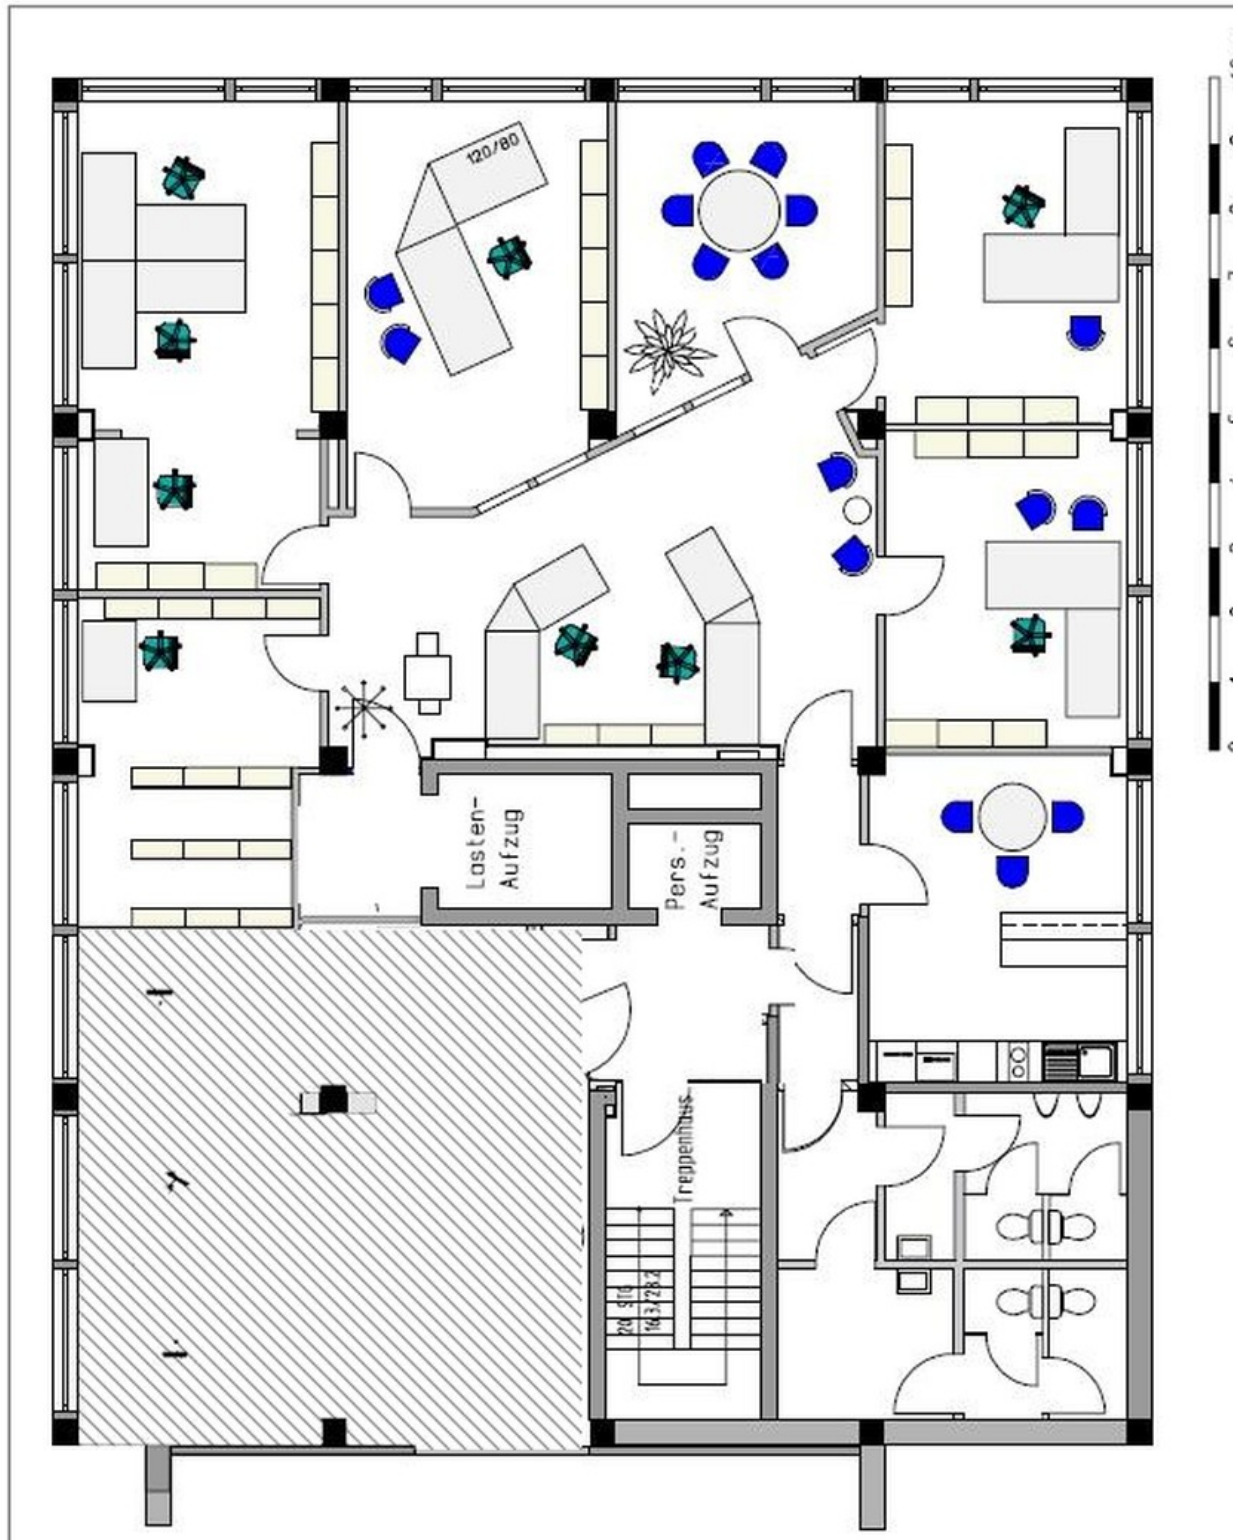 120/80
Lasten-
Aufzug
Pers.-
Aufzug
Treppenhaus
20 STG
16.3/28.2